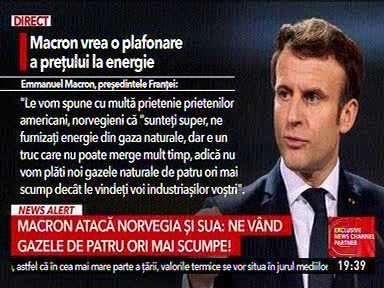 DIRECT
Macron vrea o plafonare
a prețului la energie
Emmanuel Macron, președintele Franței:
"Le vom spune cu multă prietenie prietenilor
americani, norvegieni că "sunteți super, ne
furnizați energie din gaza naturale, dar e un
truc care nu poate merge mult timp, adică nu
vom plăti noi gazele naturale de patru ori mai
scump decât le vindeți voi industriașilor voștri".
NEWS ALERT
MACRON ATACĂ NORVEGIA ȘI SUA: NE VÂND
GAZELE DE PATRU ORI MAI SCUMPE!
EXCLUSIVE
NEWS CHANNEL
PARTNER
, astfel că în cea mai mare parte a țării, valorile termice se vor situa în jurul mediilor
19:39